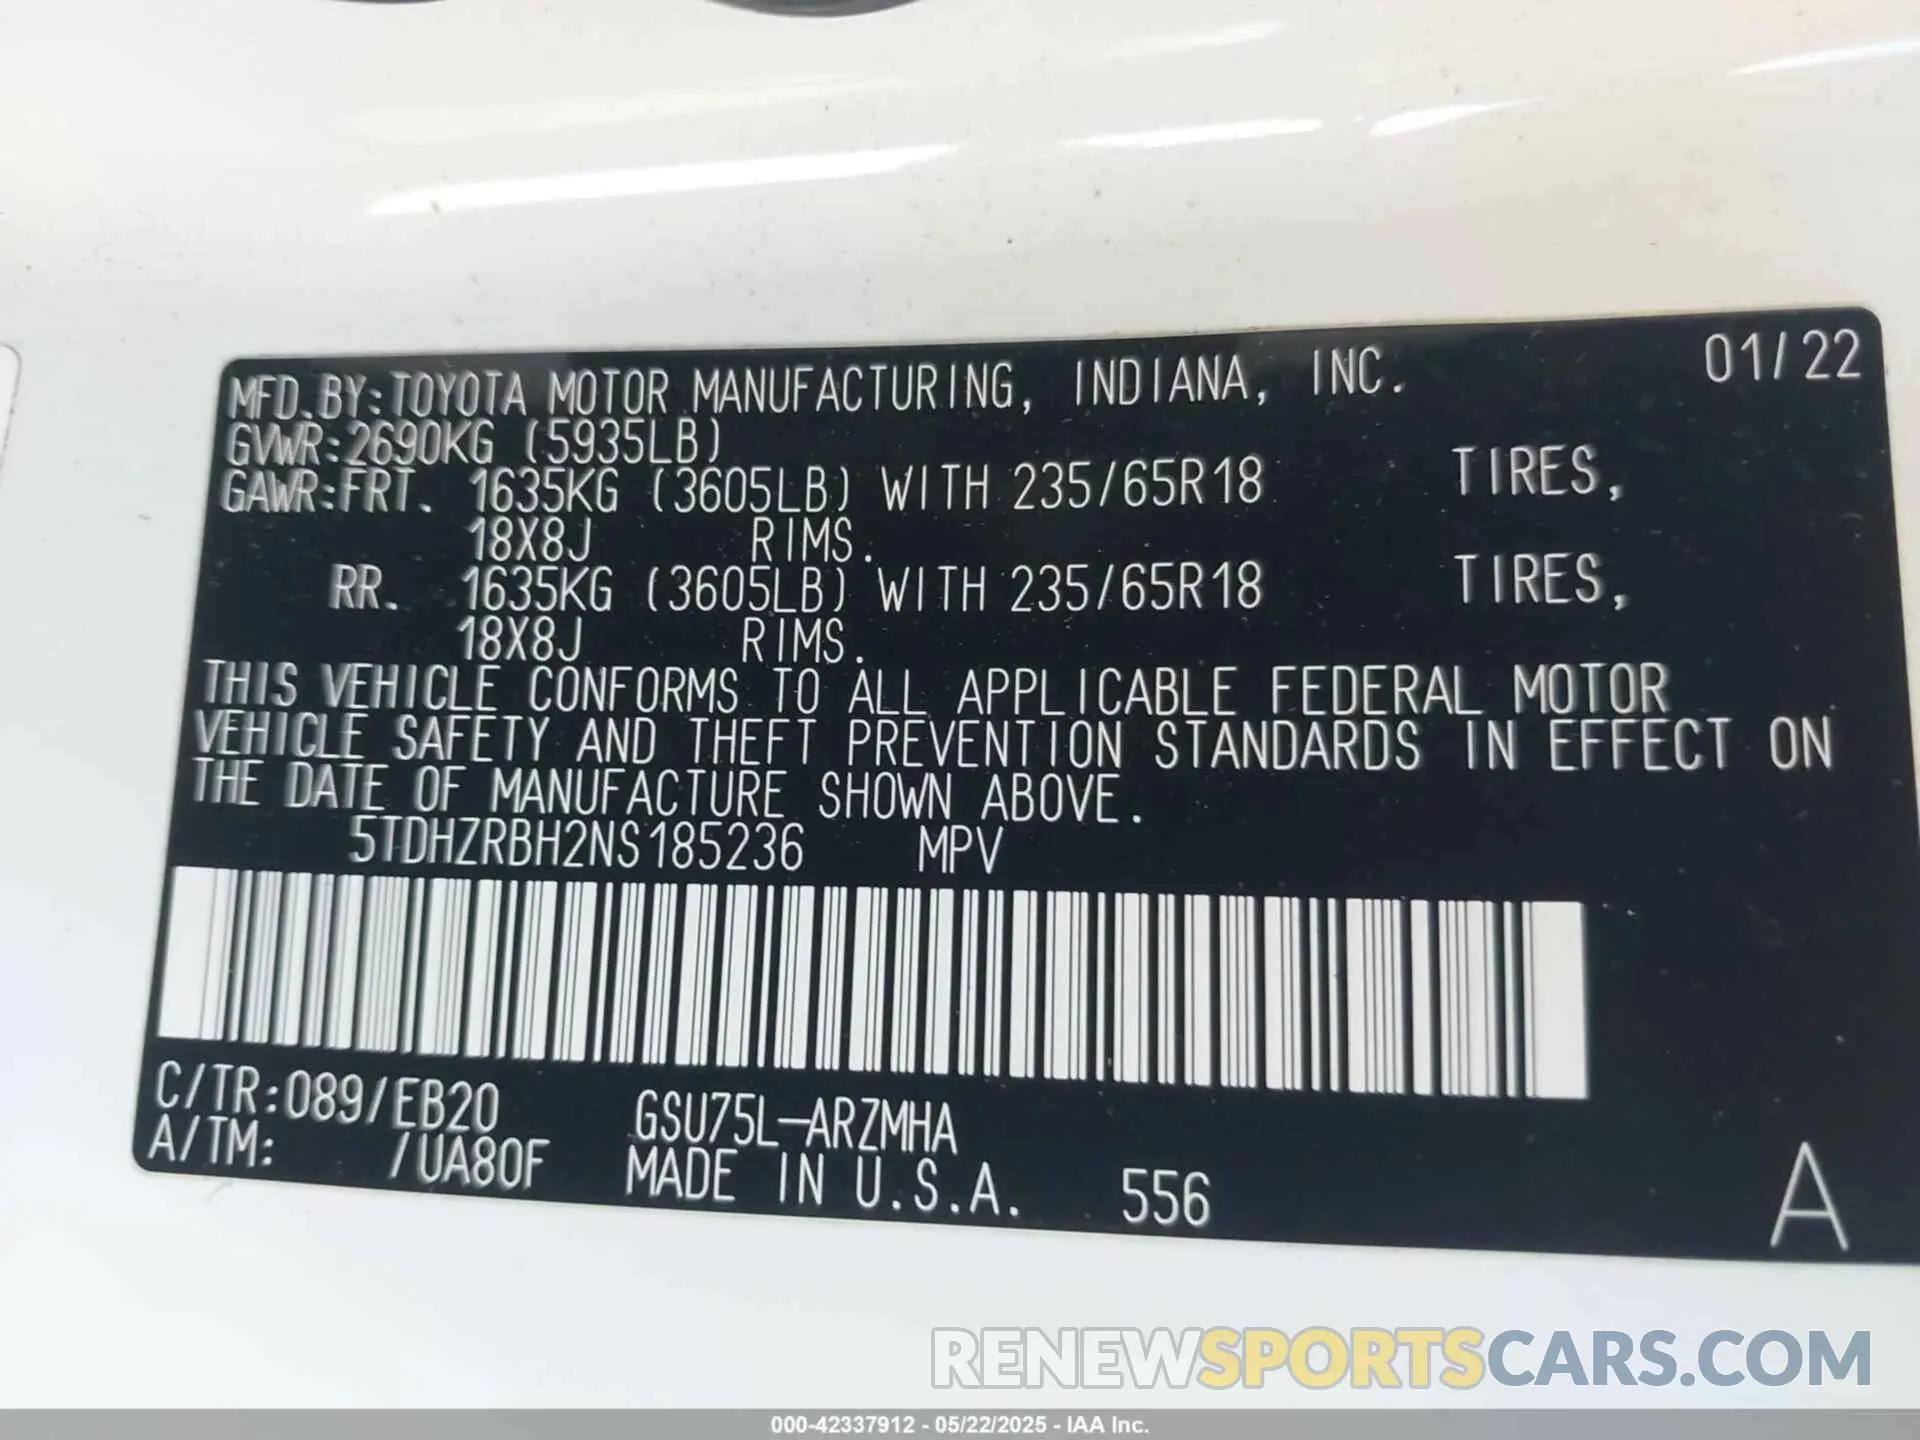 MFD.BY:TOYOTA MOTOR MANUFACTURING, INDIANA, INC. 01/22
GVWR:2690KG (5935LB)
GAWR:FRT. 1635KG (3605LB) WITH 235/65R18 TIRES,
18X8J RIMS.
RR. 1635KG (3605LB) WITH 235/65R18 TIRES,
18X8J RIMS.
THIS VEHICLE CONFORMS TO ALL APPLICABLE FEDERAL MOTOR
VEHICLE SAFETY AND THEFT PREVENTION STANDARDS IN EFFECT ON
THE DATE OF MANUFACTURE SHOWN ABOVE.
5TDHZRBH2NS185236 MPV
C/TR:089/EB20 GSU75L-ARZMHA
A/TM: /UA80F MADE IN U.S.A. 556 A
RENEWSPORTSCARS.COM
000-42337912 - 05/22/2025 - IAA Inc.